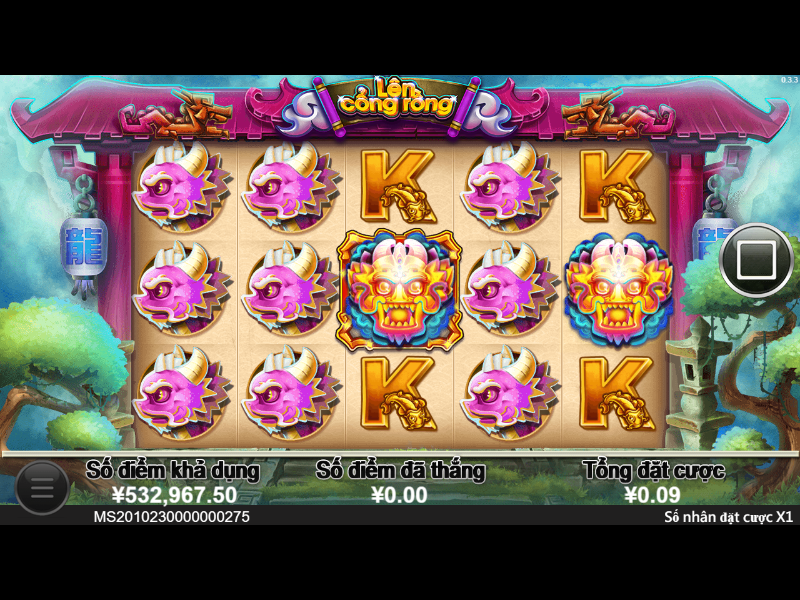 0.3.3
Lên
cổng rồng
K K
龍
龍
K K
Số điểm khả dụng Số điểm đã thắng Tổng đặt cược
¥532,967.50 ¥0.00 ¥0.09
MS2010230000000275 Số nhân đặt cược X1